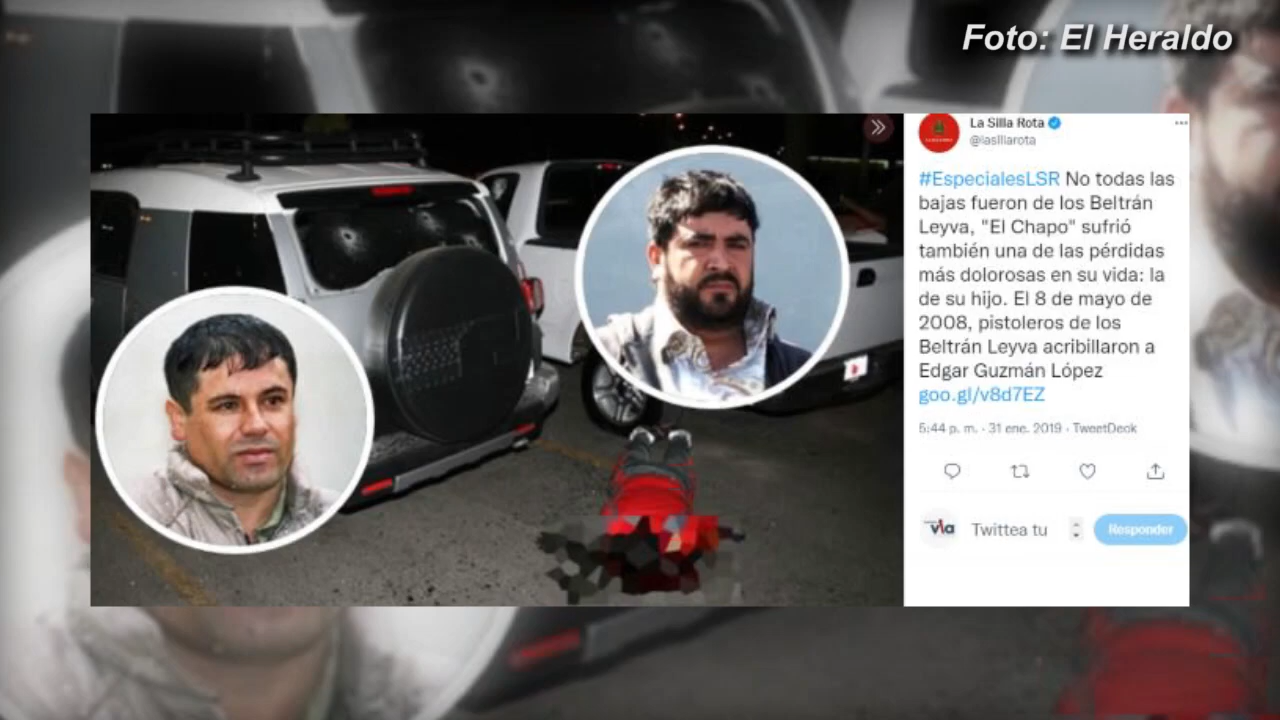 Foto: El Heraldo
La Silla Rota
@lasillarota
#EspecialesLSR No todas las
bajas fueron de los Beltrán
Leyva, "El Chapo" sufrió
también una de las pérdidas
más dolorosas en su vida: la
de su hijo. El 8 de mayo de
2008, pistoleros de los
Beltrán Leyva acribillaron a
Edgar Guzmán López
goo.gl/v8d7EZ
5:44 p. m. · 31 ene. 2019 · TweetDeck
vía Twittea tu Responder